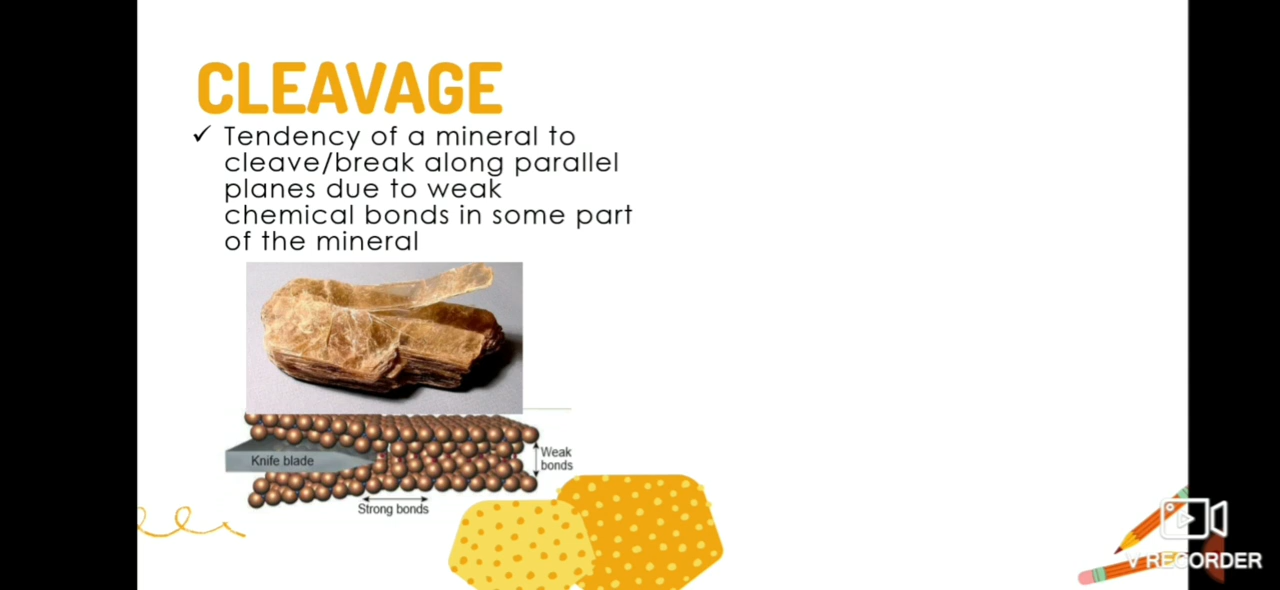 CLEAVAGE
✓ Tendency of a mineral to
cleave/break along parallel
planes due to weak
chemical bonds in some part
of the mineral
Knife blade
Weak
bonds
Strong bonds
V RECORDER